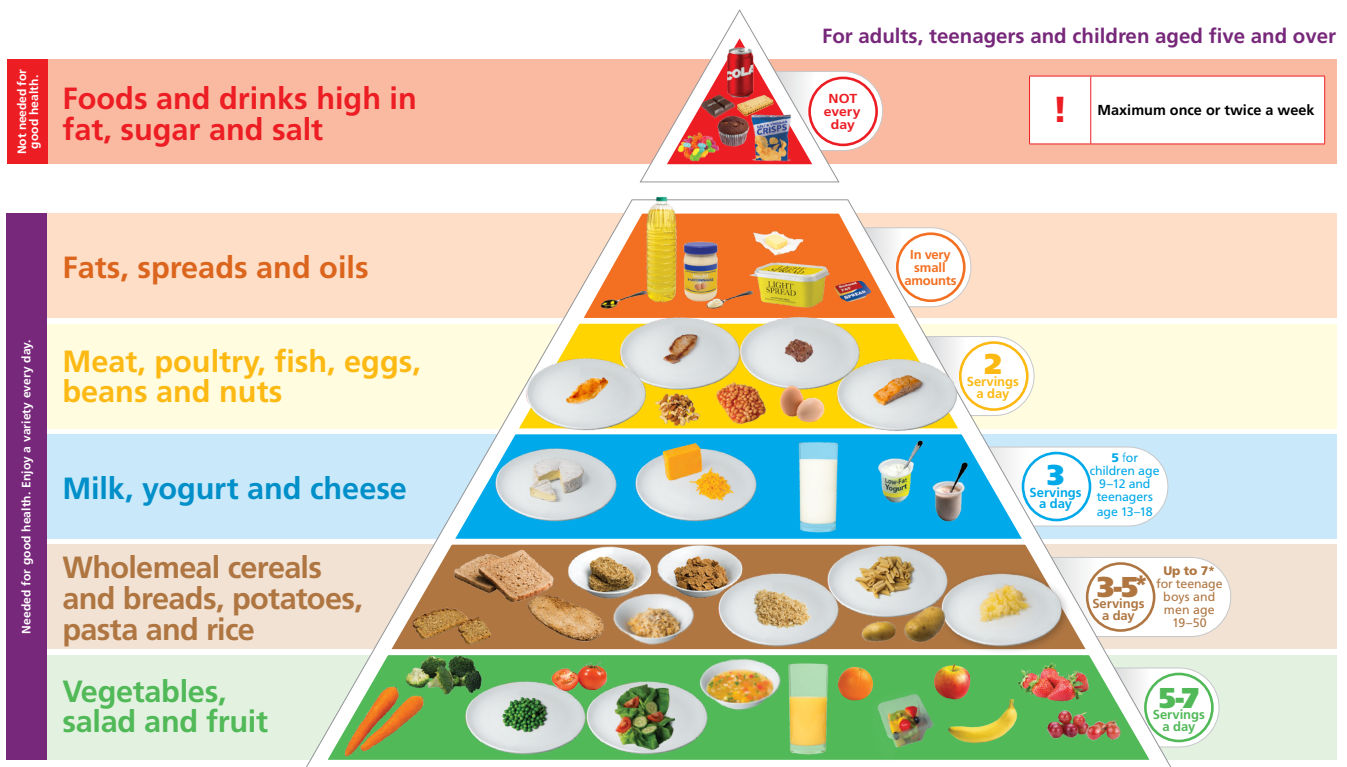 For adults, teenagers and children aged five and over
Not needed for
good health.
Foods and drinks high in
fat, sugar and salt
COLA
CRISPS
NOT
every
day
!
Maximum once or twice a week
Needed for good health. Enjoy a variety every day.
Fats, spreads and oils
MAYONNAISE
LIGHT
SPREAD
SPREAD
In very
small
amounts
Meat, poultry, fish, eggs,
beans and nuts
2
Servings
a day
Milk, yogurt and cheese
Low-Fat
Yogurt
3
Servings
a day
5 for
children age
9–12 and
teenagers
age 13–18
Wholemeal cereals
and breads, potatoes,
pasta and rice
3-5*
Servings
a day
Up to 7*
for teenage
boys and
men age
19–50
Vegetables,
salad and fruit
5-7
Servings
a day